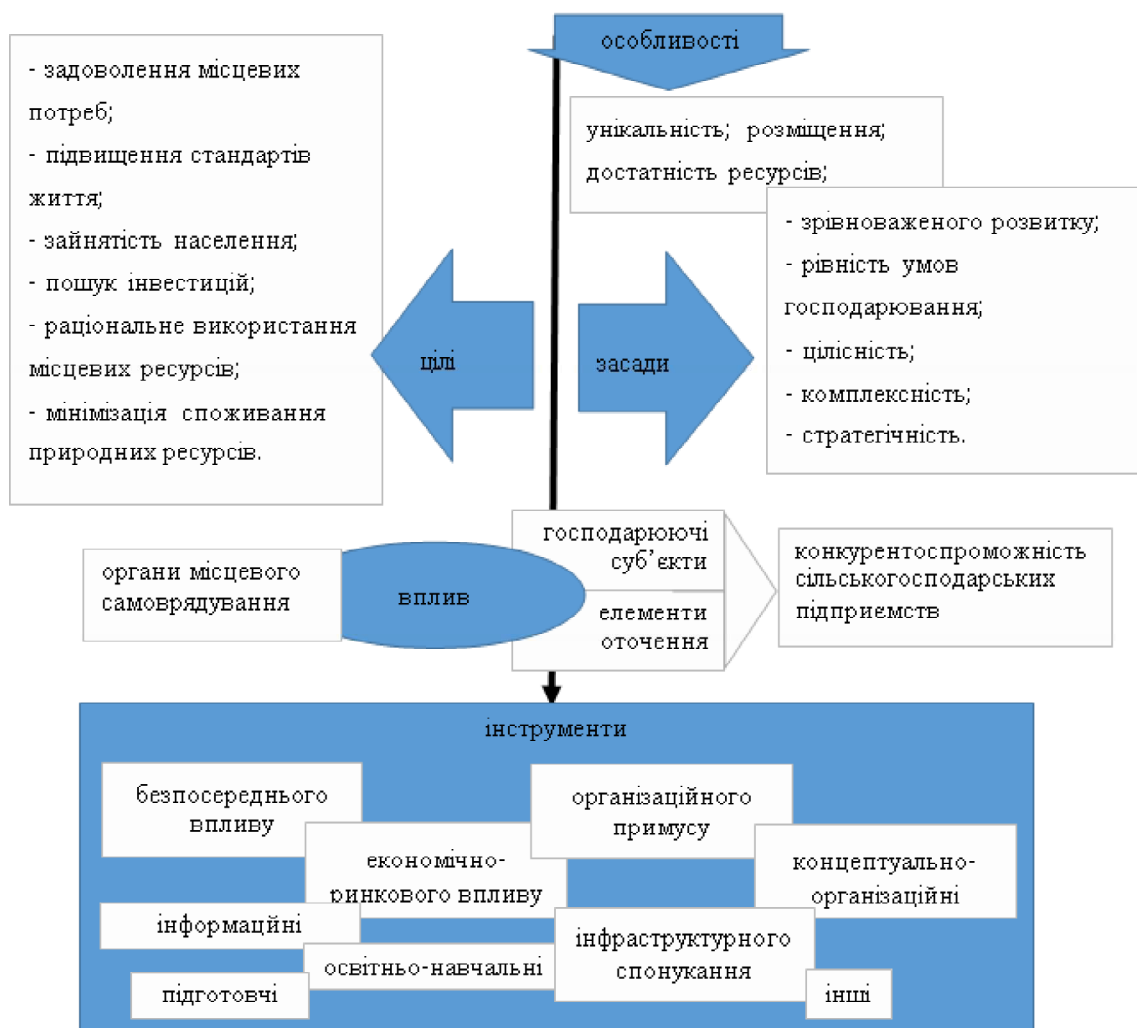 особливості
- задоволення місцевих
потреб;
- підвищення стандартів
життя;
- зайнятість населення;
- пошук інвестицій;
- раціональне використання
місцевих ресурсів;
- мінімізація споживання
природних ресурсів.
унікальність; розміщення;
достатність ресурсів;
- зрівноваженого розвитку;
- рівність умов
господарювання;
- цілісність;
- комплексність;
- стратегічність.
цілі
засади
органи місцевого
самоврядування
вплив
господарюючі
суб’єкти
елементи
оточення
конкурентоспроможність
сільськогосподарських
підприємств
інструменти
безпосереднього
впливу
організаційного
примусу
економічно-
ринкового впливу
концептуально-
організаційні
інформаційні
інфраструктурного
спонукання
освітньо-навчальні
підготовчі
інші